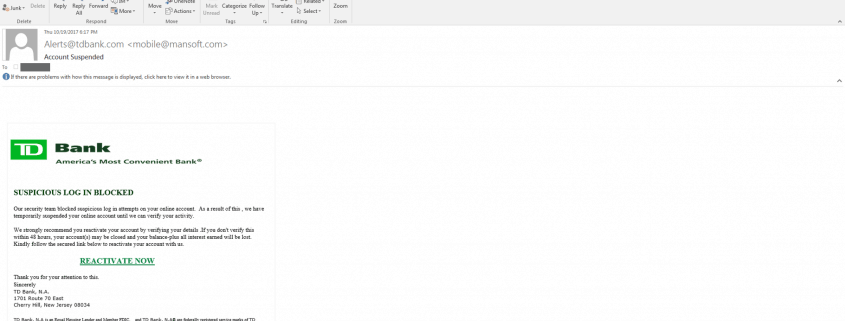 Junk Delete Reply Reply Forward More Move Actions Mark Categorize Follow Translate Select Zoom
All Unread Up
Delete Respond Move Tags Editing Zoom
Thu 10/19/2017 6:17 PM
Alerts@tdbank.com <mobile@mansoft.com>
Account Suspended
To
If there are problems with how this message is displayed, click here to view it in a web browser.
TD Bank
America's Most Convenient Bank®
SUSPICIOUS LOG IN BLOCKED
Our security team blocked suspicious log in attempts on your online account. As a result of this , we have
temporarily suspended your online account until we can verify your activity.
We strongly recommend you reactivate your account by verifying your details .If you don't verify this
within 48 hours, your account(s) may be closed and your balance-plus all interest earned will be lost.
Kindly follow the secured link below to reactivate your account with us.
REACTIVATE NOW
Thank you for your attention to this.
Sincerely
TD Bank, N.A.
1701 Route 70 East
Cherry Hill, New Jersey 08034
TD Bank, N.A is an Equal Housing Lender and Member FDIC. , and TD Bank, N.A® are federally registered service marks of TD